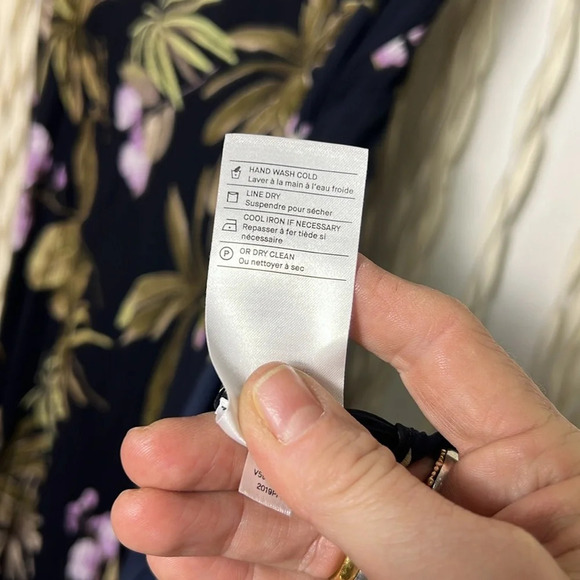 HAND WASH COLD
Laver à la main à l'eau froide
LINE DRY
Suspendre pour sécher
COOL IRON IF NECESSARY
Repasser à fer tiède si
nécessaire
P
OR DRY CLEAN
Ou nettoyer à sec